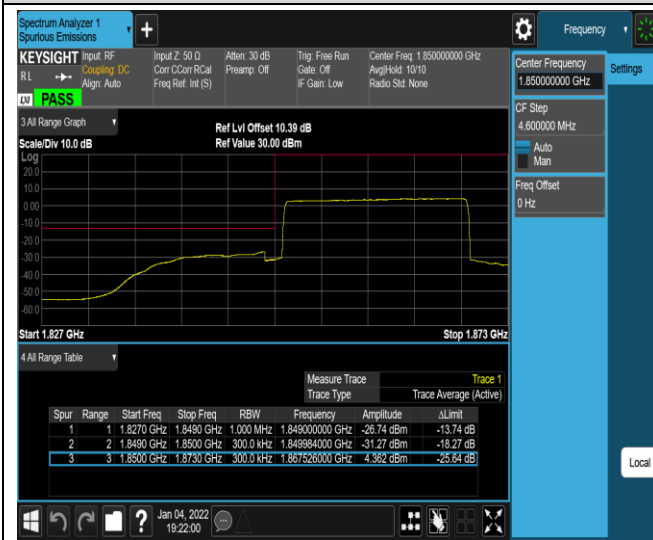 Spectrum Analyzer 1
Spurious Emissions
+
Frequency
KEYSIGHT
RL
LXI
PASS
Input: RF
Coupling: DC
Align: Auto
Input Z: 50 Ω
Corr CCorr RCal
Freq Ref: Int (S)
Atten: 30 dB
Preamp: Off
Trig: Free Run
Gate: Off
IF Gain: Low
Center Freq: 1.850000000 GHz
Avg|Hold: 10/10
Radio Std: None
Center Frequency
1.850000000 GHz
Settings
CF Step
4.600000 MHz
Auto
Man
Freq Offset
0 Hz
3 All Range Graph
Scale/Div 10.0 dB
Ref Lvl Offset 10.39 dB
Ref Value 30.00 dBm
Log
20.0
10.0
0.00
-10.0
-20.0
-30.0
-40.0
-50.0
-60.0
Start 1.827 GHz
Stop 1.873 GHz
4 All Range Table
Measure Trace Trace 1
Trace Type Trace Average (Active)
Spur Range Start Freq Stop Freq RBW Frequency Amplitude ΔLimit
1 1 1.8270 GHz 1.8490 GHz 1.000 MHz 1.849000000 GHz -26.74 dBm -13.74 dB
2 2 1.8490 GHz 1.8500 GHz 300.0 kHz 1.849984000 GHz -31.27 dBm -18.27 dB
3 3 1.8500 GHz 1.8730 GHz 300.0 kHz 1.867526000 GHz 4.362 dBm -25.64 dB
Local
?
Jan 04, 2022
19:22:00